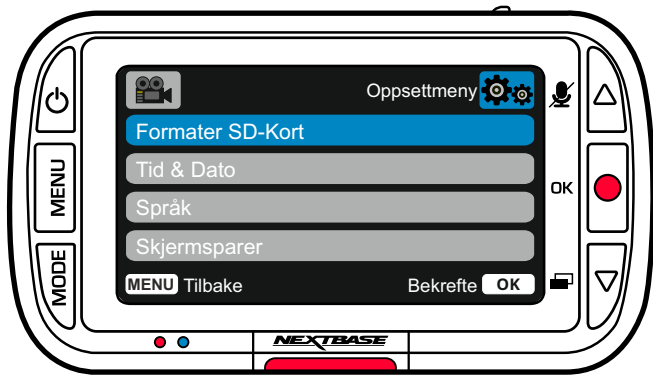 Oppsettmeny
Formater SD-Kort
Tid & Dato
Språk
Skjermsparer
MENU Tilbake Bekrefte OK
MENU
MODE
OK
NEXTBASE